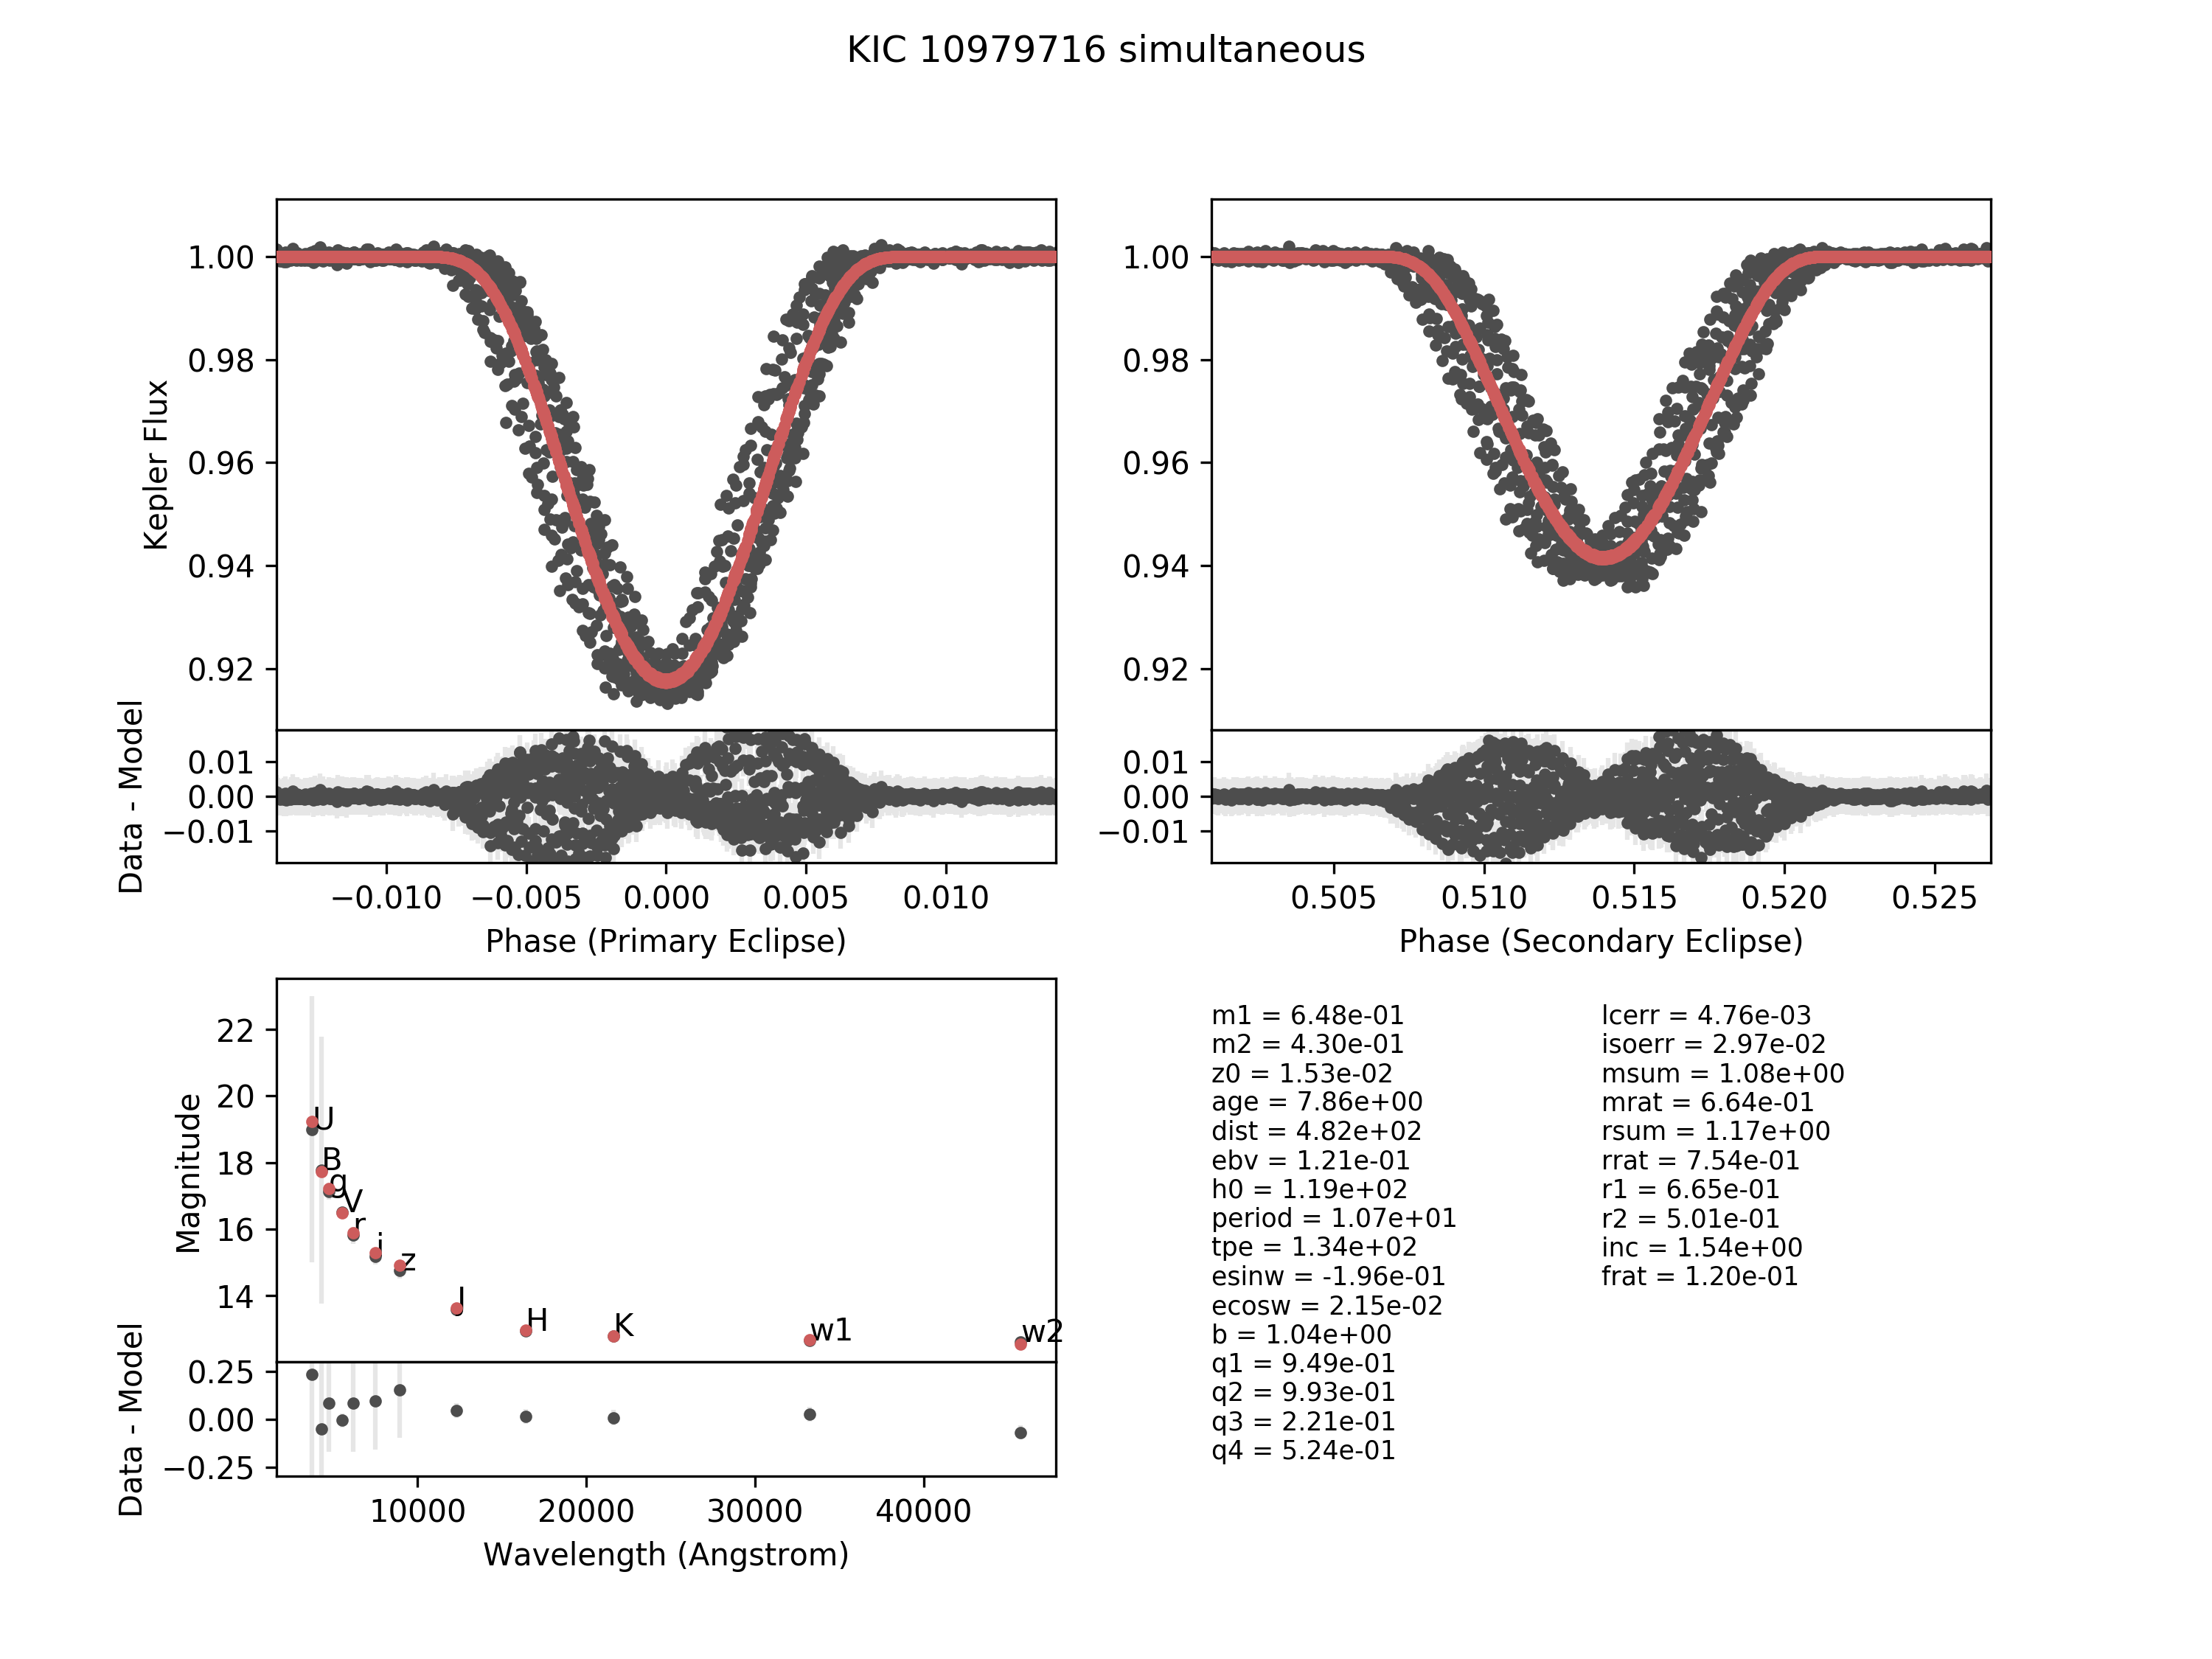 KIC 10979716 simultaneous
1.00
0.98
0.96
0.94
0.92
Kepler Flux
0.01
0.00
−0.01
Data - Model
−0.010 −0.005 0.000 0.005 0.010
Phase (Primary Eclipse)
1.00
0.98
0.96
0.94
0.92
0.01
0.00
−0.01
0.505 0.510 0.515 0.520 0.525
Phase (Secondary Eclipse)
22
20
18
16
14
Magnitude
U
B
g
V
r
i
z
J
H
K
w1
w2
0.25
0.00
−0.25
Data - Model
10000 20000 30000 40000
Wavelength (Angstrom)
m1 = 6.48e-01
m2 = 4.30e-01
z0 = 1.53e-02
age = 7.86e+00
dist = 4.82e+02
ebv = 1.21e-01
h0 = 1.19e+02
period = 1.07e+01
tpe = 1.34e+02
esinw = -1.96e-01
ecosw = 2.15e-02
b = 1.04e+00
q1 = 9.49e-01
q2 = 9.93e-01
q3 = 2.21e-01
q4 = 5.24e-01
lcerr = 4.76e-03
isoerr = 2.97e-02
msum = 1.08e+00
mrat = 6.64e-01
rsum = 1.17e+00
rrat = 7.54e-01
r1 = 6.65e-01
r2 = 5.01e-01
inc = 1.54e+00
frat = 1.20e-01